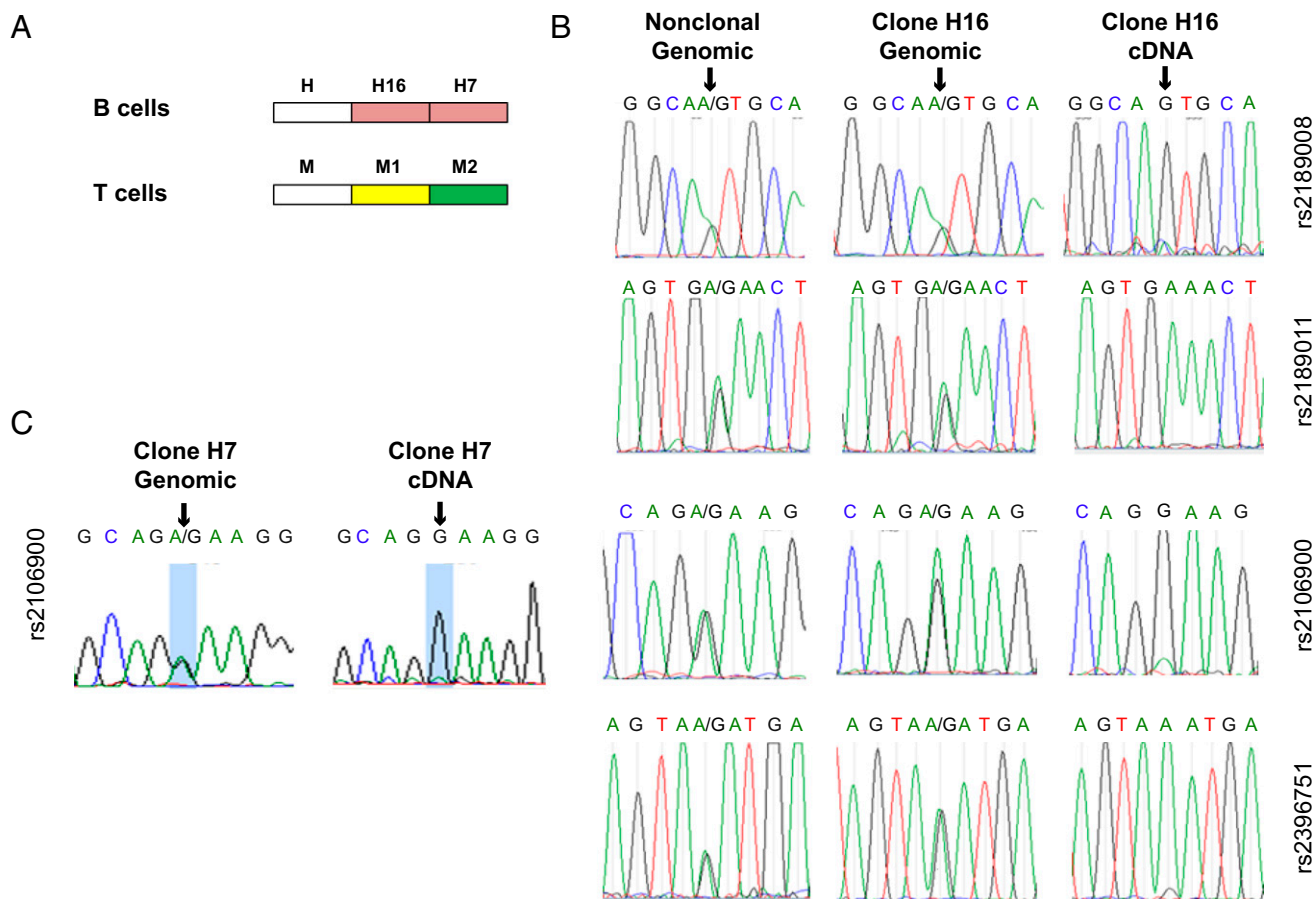 A
H H16 H7
B cells
M M1 M2
T cells
B
Nonclonal Genomic
Clone H16 Genomic
Clone H16 cDNA
G G C A A/G T G C A
G G C A A/G T G C A
G G C A G T G C A
rs2189008
A G T G A/G A A C T
A G T G A/G A A C T
A G T G A A A C T
rs2189011
C A G A/G A A G
C A G A/G A A G
C A G G A A G
rs2106900
A G T A A/G A T G A
A G T A A/G A T G A
A G T A A A T G A
rs2396751
C
Clone H7 Genomic
Clone H7 cDNA
G C A G A/G A A G G
G C A G G A A G G
rs2106900